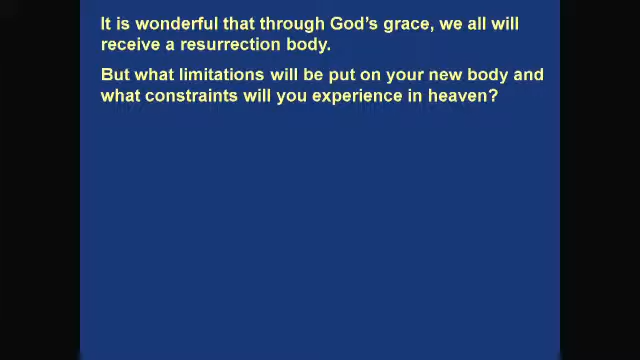 It is wonderful that through God's grace, we all will
receive a resurrection body.
But what limitations will be put on your new body and
what constraints will you experience in heaven?